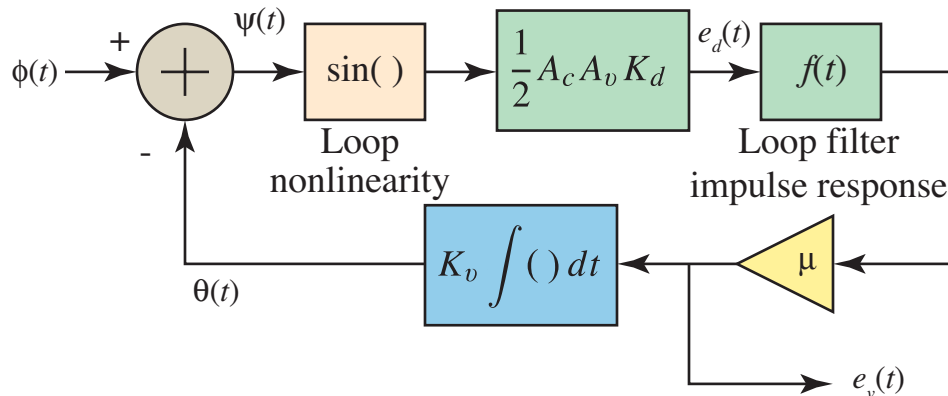 ϕ(t)
+
-
ψ(t)
sin( )
Loop
nonlinearity
1/2 A_c A_v K_d
e_d(t)
f(t)
Loop filter
impulse response
μ
K_v ∫( ) dt
θ(t)
e_v(t)